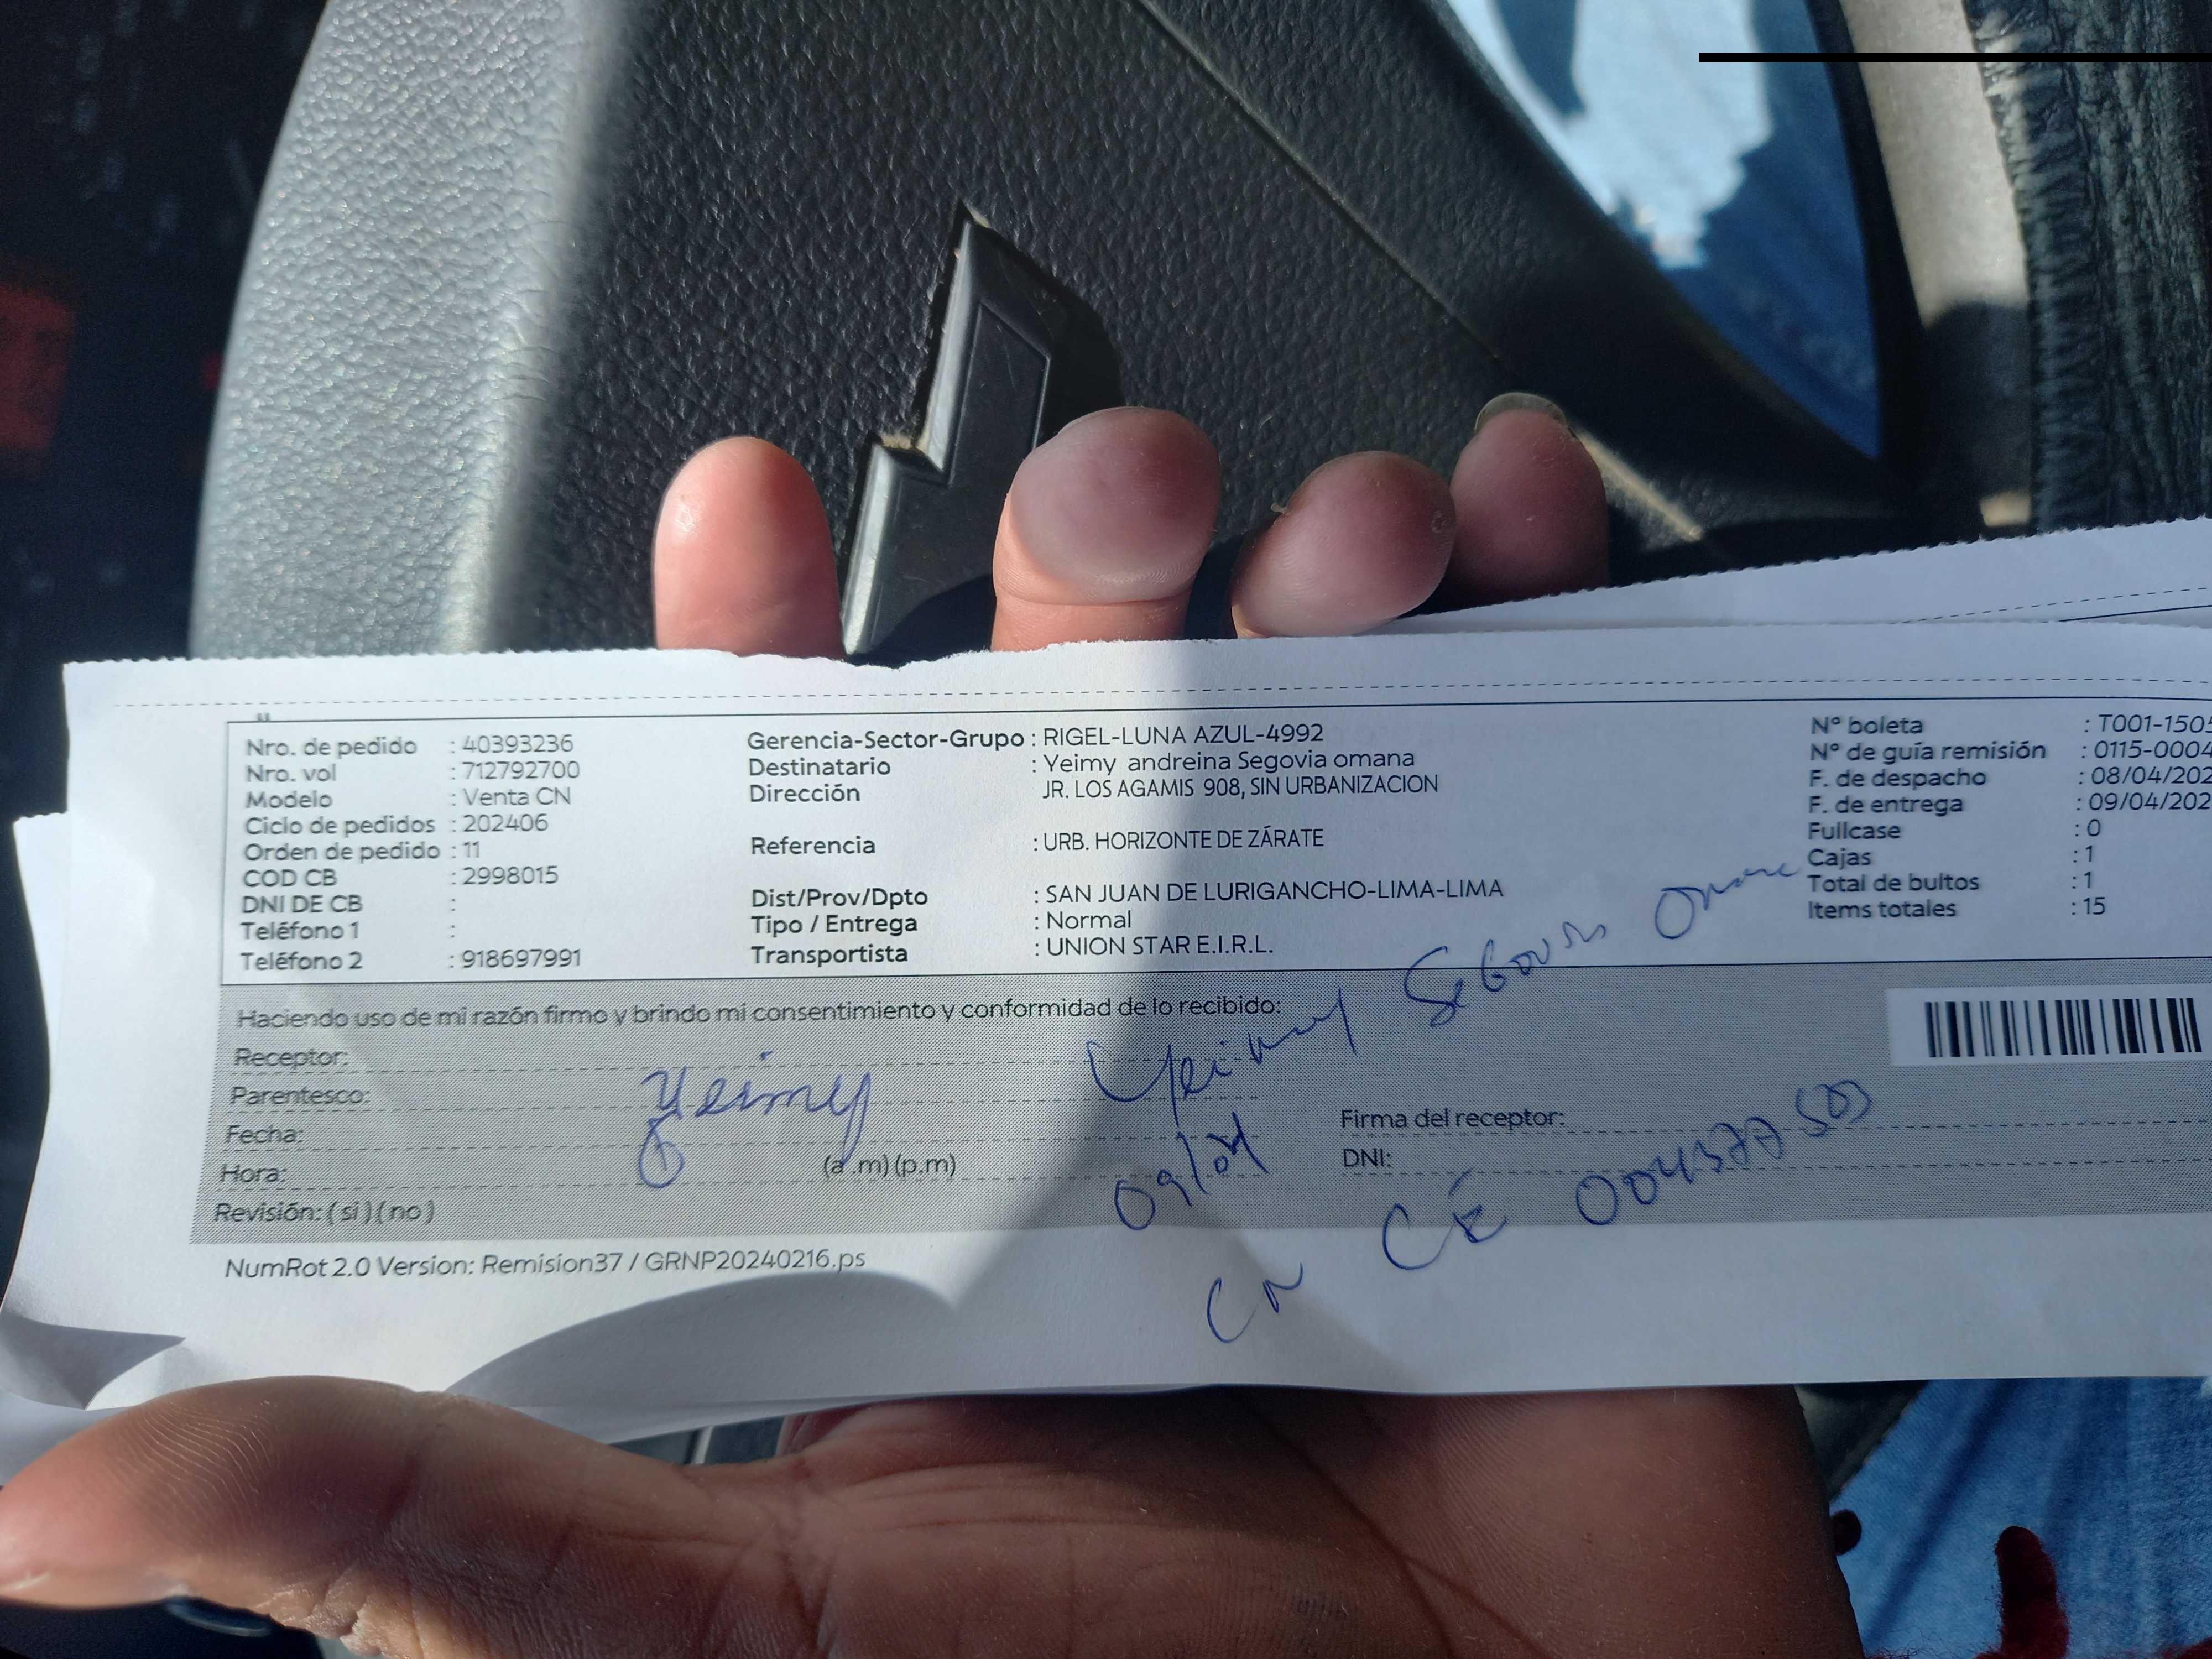 Nro. de pedido : 40393236
Nro. vol : 712792700
Modelo : Venta CN
Ciclo de pedidos : 202406
Orden de pedido : 11
COD CB : 2998015
DNI DE CB :
Teléfono 1 :
Teléfono 2 : 918697991
Gerencia-Sector-Grupo : RIGEL-LUNA AZUL-4992
Destinatario : Yeimy andreina Segovia omana
Dirección JR. LOS AGAMIS 908, SIN URBANIZACION
Referencia : URB. HORIZONTE DE ZÁRATE
Dist/Prov/Dpto : SAN JUAN DE LURIGANCHO-LIMA-LIMA
Tipo / Entrega : Normal
Transportista : UNION STAR E.I.R.L.
Nº boleta : T001-1505
Nº de guía remisión : 0115-0004
F. de despacho : 08/04/202
F. de entrega : 09/04/202
Fullcase : 0
Cajas : 1
Total de bultos : 1
Items totales : 15
Haciendo uso de mi razón firmo y brindo mi consentimiento y conformidad de lo recibido:
Yeimy Segovia
Receptor:
Parentesco:
Yeimy
Fecha:
09/04
Hora: (a.m) (p.m)
Revisión: ( si ) ( no )
Firma del receptor:
DNI:
CE
CN
NumRot 2.0 Version: Remision37 / GRNP20240216.ps